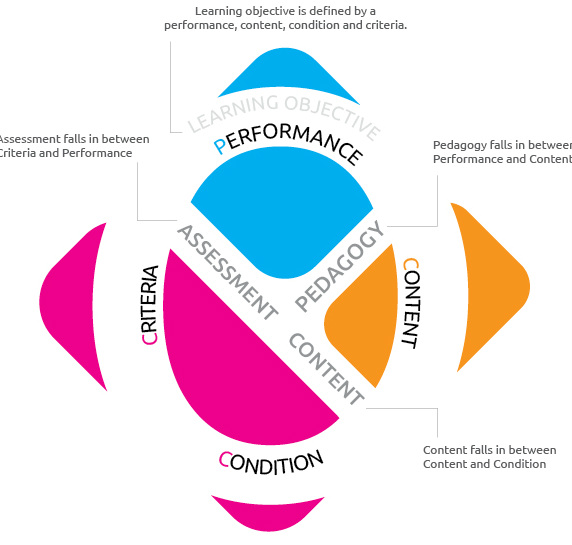 Learning objective is defined by a
performance, content, condition and criteria.
LEARNING OBJECTIVE
PERFORMANCE
Assessment falls in between
Criteria and Performance
Pedagogy falls in between
Performance and Content
ASSESSMENT
PEDAGOGY
CRITERIA
CONTENT
CONTENT
Content falls in between
Content and Condition
CONDITION